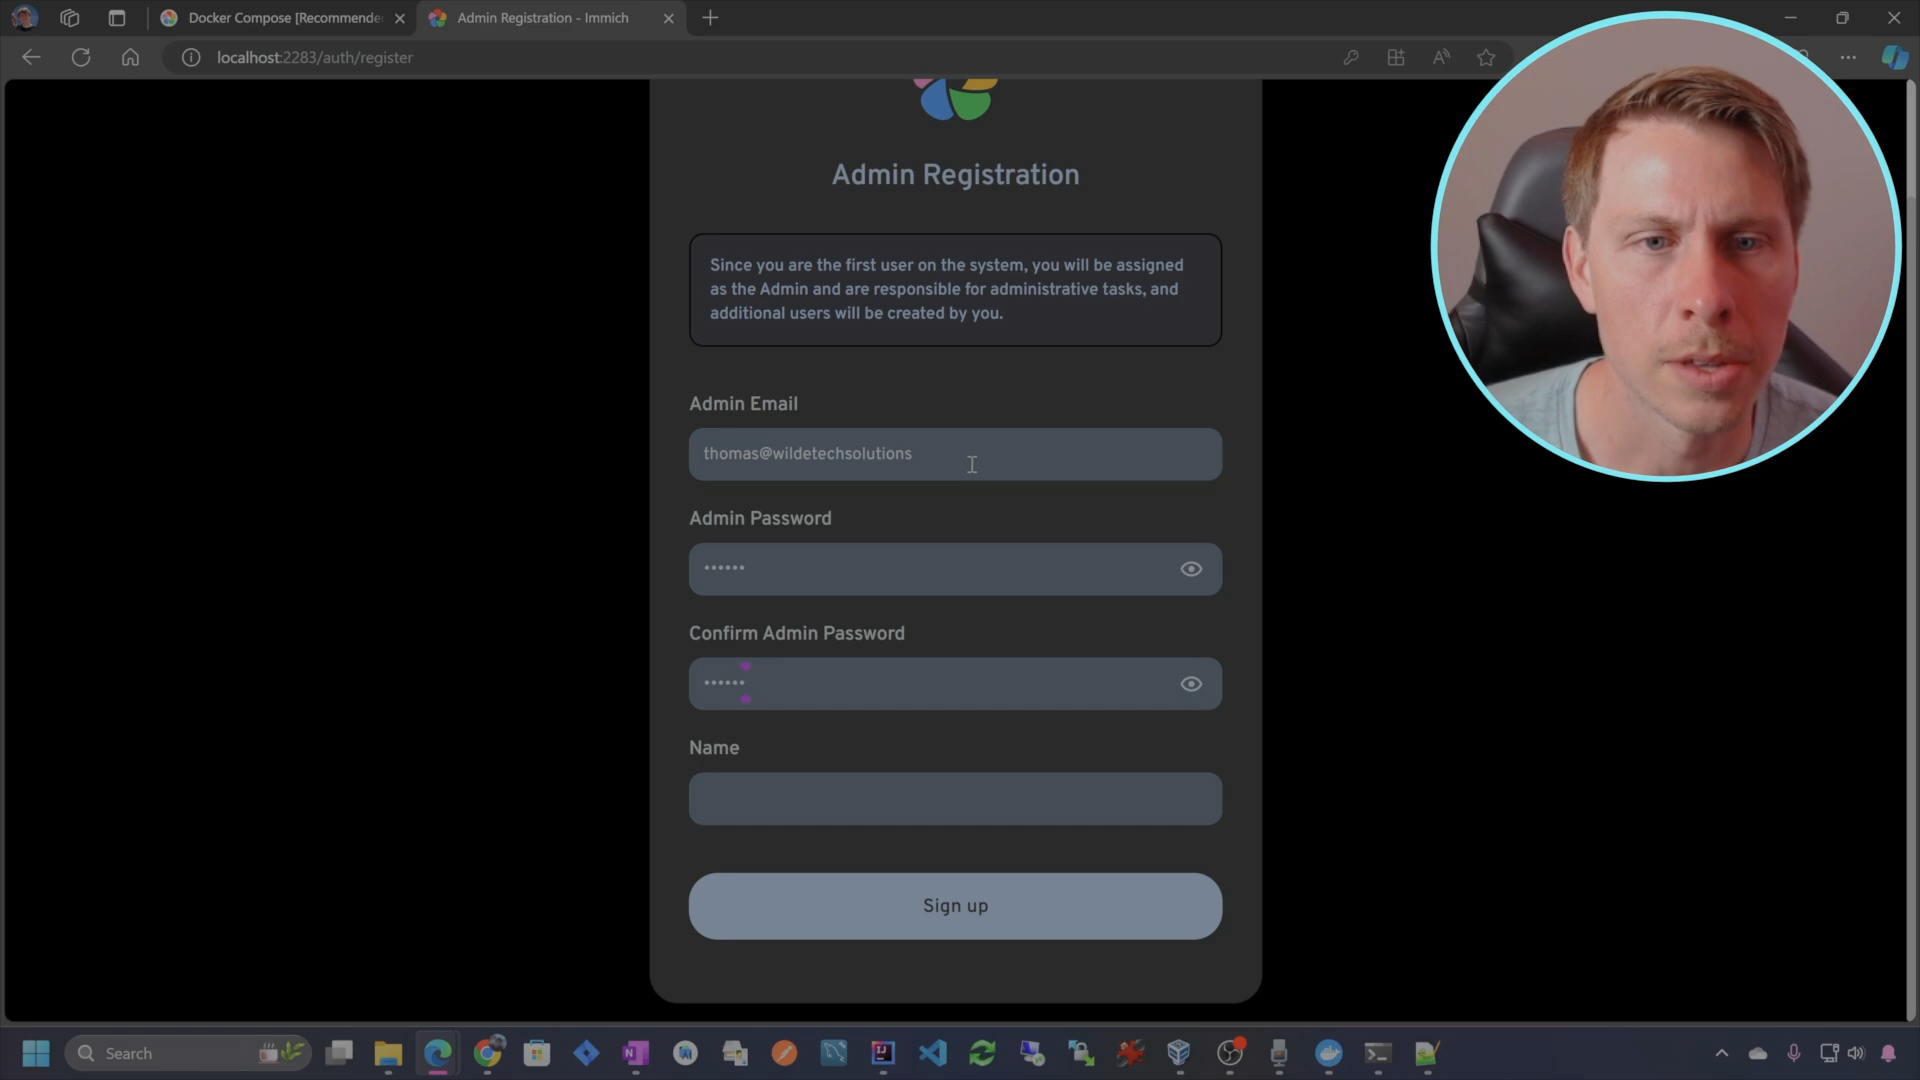 Docker Compose [Recommende
Admin Registration - Immich
localhost:2283/auth/register
Admin Registration
Since you are the first user on the system, you will be assigned
as the Admin and are responsible for administrative tasks, and
additional users will be created by you.
Admin Email
thomas@wildetechsolutions
Admin Password
••••••
Confirm Admin Password
••••••
Name
Sign up
Search